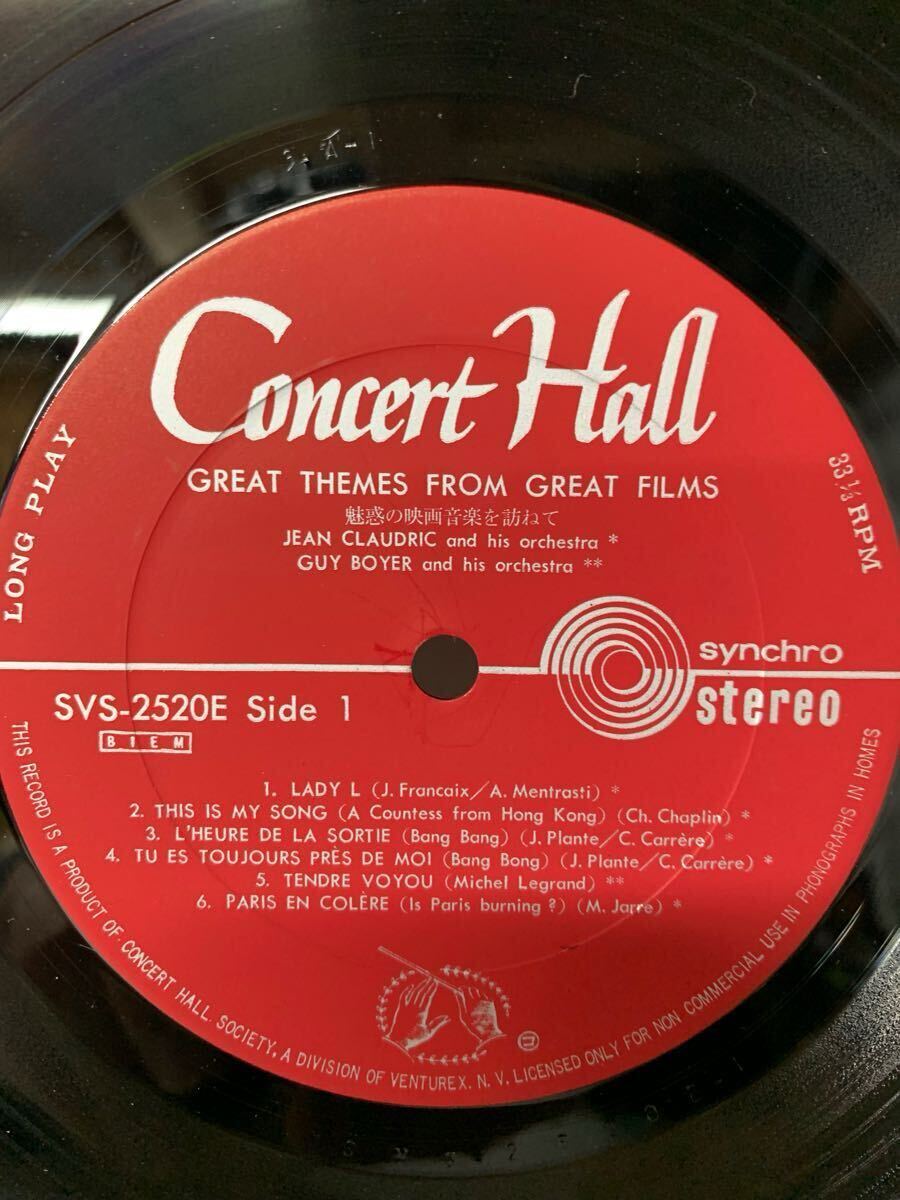 Concert Hall
GREAT THEMES FROM GREAT FILMS
魅惑の映画音楽を訪ねて
JEAN CLAUDRIC and his orchestra *
GUY BOYER and his orchestra **
LONG PLAY
33 1/3 RPM
synchro
stereo
SVS-2520E Side 1
BIEM
1. LADY L (J. Francaix/A. Mentrasti) *
2. THIS IS MY SONG (A Countess from Hong Kong) (Ch. Chaplin) *
3. L'HEURE DE LA SORTIE (Bang Bang) (J. Plante/C. Carrère) *
4. TU ES TOUJOURS PRÈS DE MOI (Bang Bong) (J. Plante/C. Carrère) *
5. TENDRE VOYOU (Michel Legrand) **
6. PARIS EN COLÈRE (Is Paris burning?) (M. Jarre) *
THIS RECORD IS A PRODUCT OF CONCERT HALL SOCIETY, A DIVISION OF VENTUREX. N. V. LICENSED ONLY FOR NON COMMERCIAL USE IN PHONOGRAPHS IN HOMES